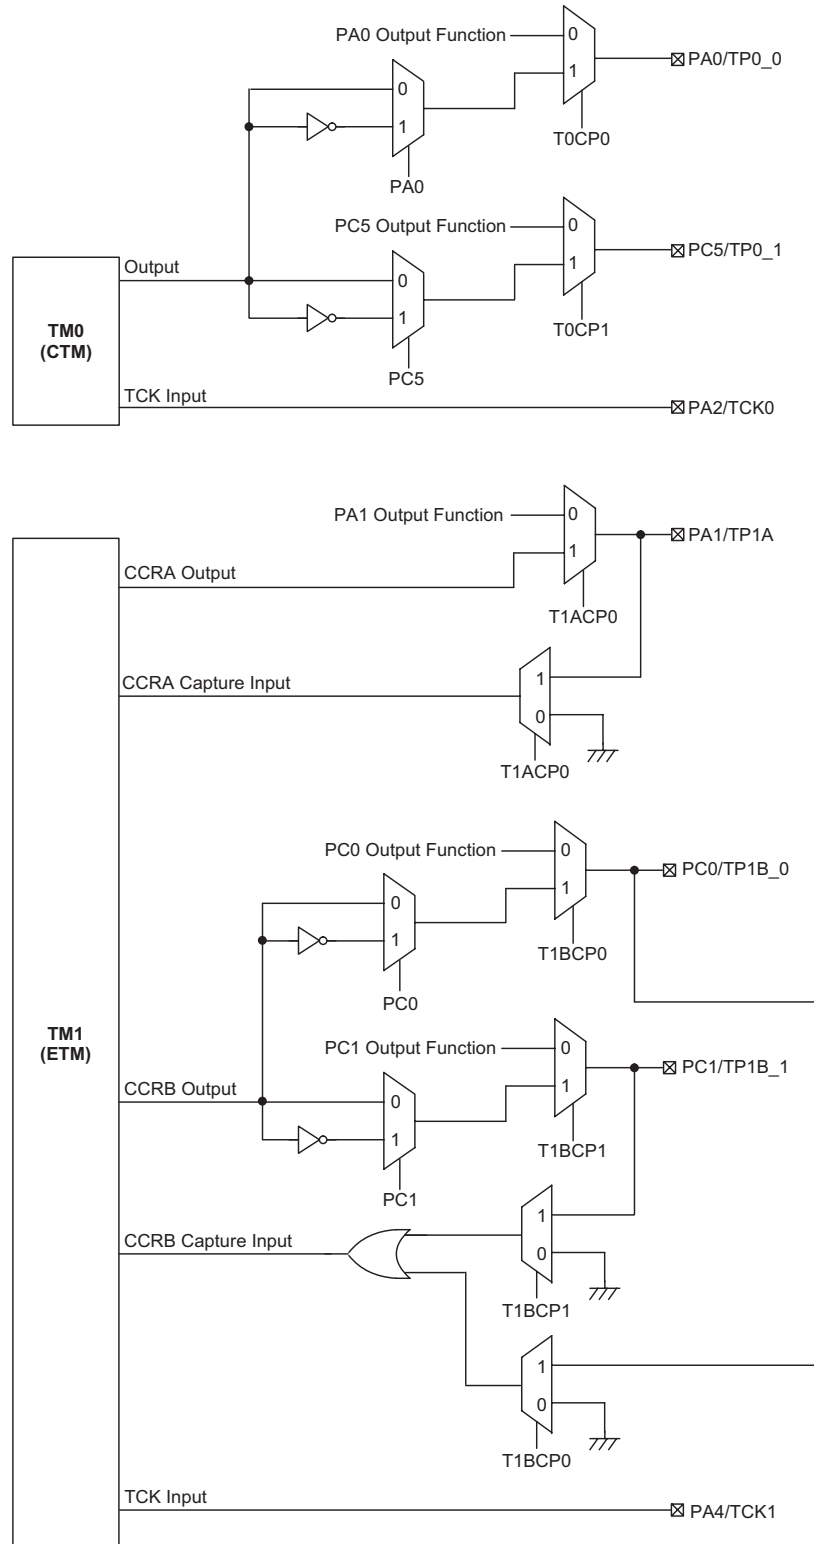 PA0 Output Function
0
PA0/TP0_0
1
0
1
T0CP0
PA0
PC5 Output Function
0
PC5/TP0_1
1
Output
0
1
T0CP1
TM0
(CTM)
PC5
TCK Input
PA2/TCK0
PA1 Output Function
0
PA1/TP1A
1
CCRA Output
T1ACP0
CCRA Capture Input
1
0
T1ACP0
PC0 Output Function
0
PC0/TP1B_0
1
0
1
T1BCP0
PC0
TM1
(ETM)
PC1 Output Function
0
PC1/TP1B_1
1
CCRB Output
0
1
T1BCP1
PC1
1
CCRB Capture Input
0
T1BCP1
1
0
T1BCP0
TCK Input
PA4/TCK1